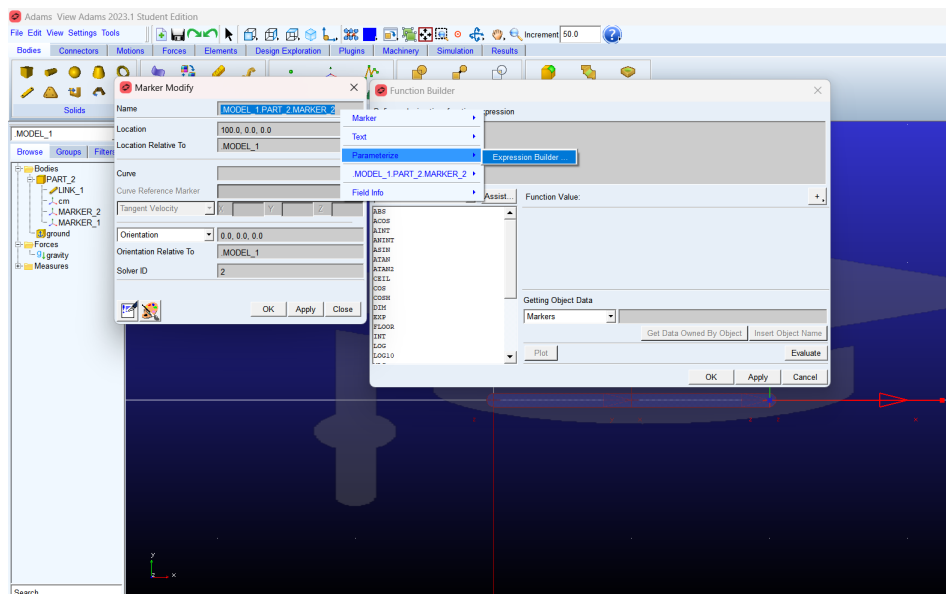 Adams View Adams 2023.1 Student Edition
File Edit View Settings Tools
Increment 50.0
Bodies Connectors Motions Forces Elements Design Exploration Plugins Machinery Simulation Results
Solids
.MODEL_1
Browse Groups Filters
Bodies
PART_2
LINK_1
cm
MARKER_2
MARKER_1
ground
Forces
gravity
Measures
Search
Marker Modify
Name .MODEL_1.PART_2.MARKER_2
Location 100.0, 0.0, 0.0
Location Relative To .MODEL_1
Curve
Curve Reference Marker
Tangent Velocity X Y Z
Orientation 0.0, 0.0, 0.0
Orientation Relative To .MODEL_1
Solver ID 2
OK Apply Close
Marker
Text
Parameterize
Expression Builder ...
.MODEL_1.PART_2.MARKER_2
Field Info
Function Builder
expression
Assist...
Function Value:
+
ABS
ACOS
AINT
ANINT
ASIN
ATAN
ATAN2
CEIL
COS
COSH
DIM
EXP
FLOOR
INT
LOG
LOG10
Getting Object Data
Markers
Get Data Owned By Object Insert Object Name
Plot Evaluate
OK Apply Cancel
y
z x